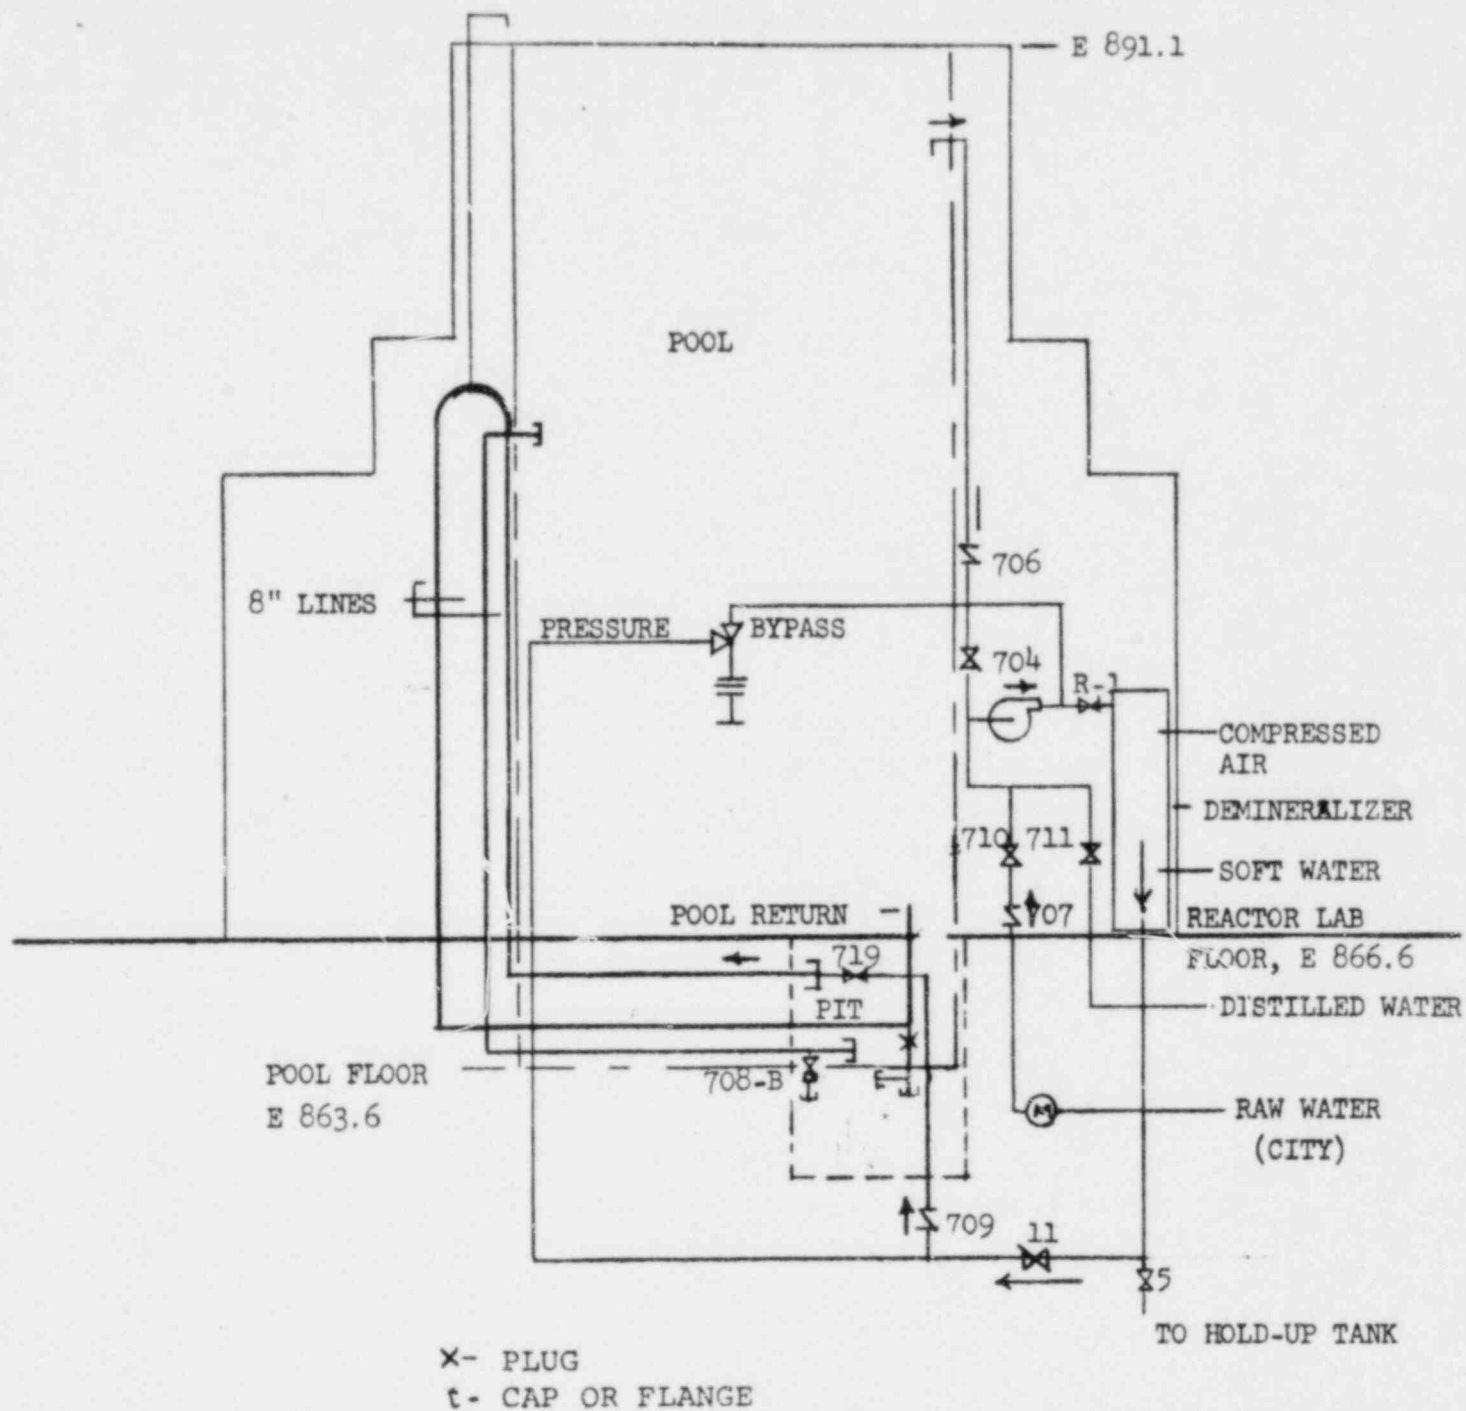 E 891.1
POOL
706
8" LINES
PRESSURE
BYPASS
704
R-1
COMPRESSED
AIR
DEMINERALIZER
710
711
SOFT WATER
POOL RETURN
707
REACTOR LAB
FLOOR, E 866.6
719
PIT
DISTILLED WATER
POOL FLOOR
E 863.6
708-B
RAW WATER
(CITY)
M
709
11
5
TO HOLD-UP TANK
X- PLUG
t- CAP OR FLANGE